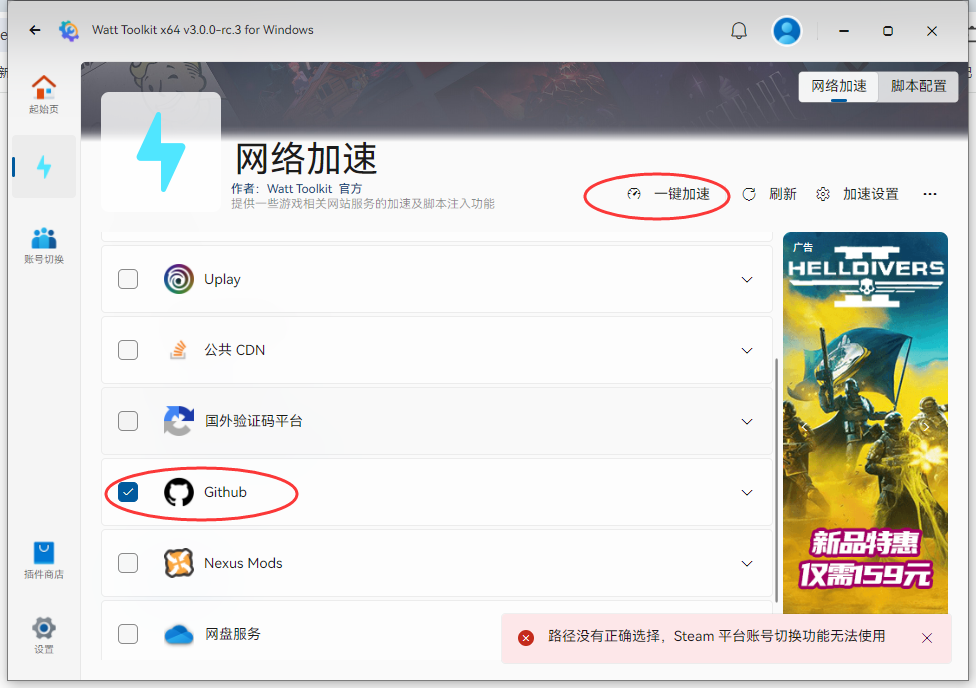 Watt Toolkit x64 v3.0.0-rc.3 for Windows
起始页
网络加速
脚本配置
网络加速
作者: Watt Toolkit 官方
提供一些游戏相关网站服务的加速及脚本注入功能
一键加速
刷新
加速设置
...
账号切换
Uplay
公共 CDN
国外验证码平台
Github
Nexus Mods
网盘服务
广告
HELLDIVERS
II
新品特惠
仅需159元
插件商店
设置
路径没有正确选择，Steam 平台账号切换功能无法使用